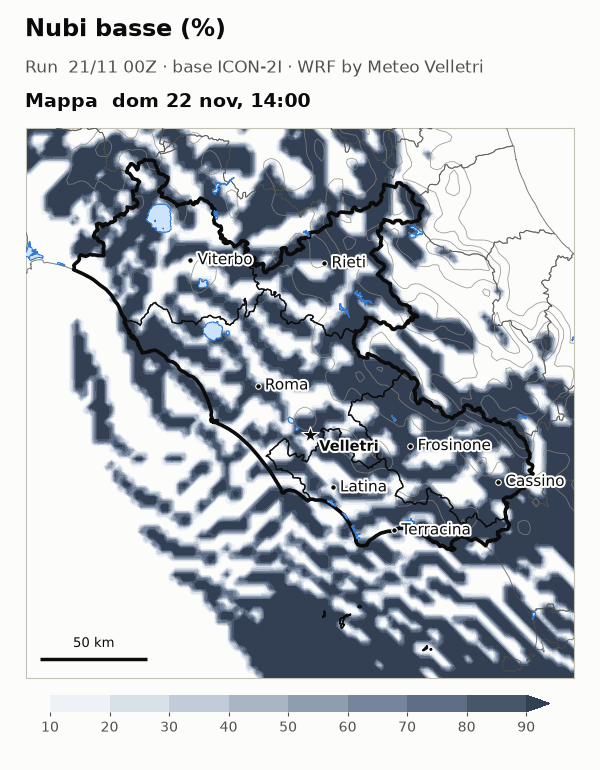 Nubi basse (%)
Run  21/11 00Z · base ICON-2I · WRF by Meteo Velletri
Mappa  dom 22 nov, 14:00
Viterbo
Rieti
Roma
Velletri
Frosinone
Cassino
Latina
Terracina
50 km
10 20 30 40 50 60 70 80 90